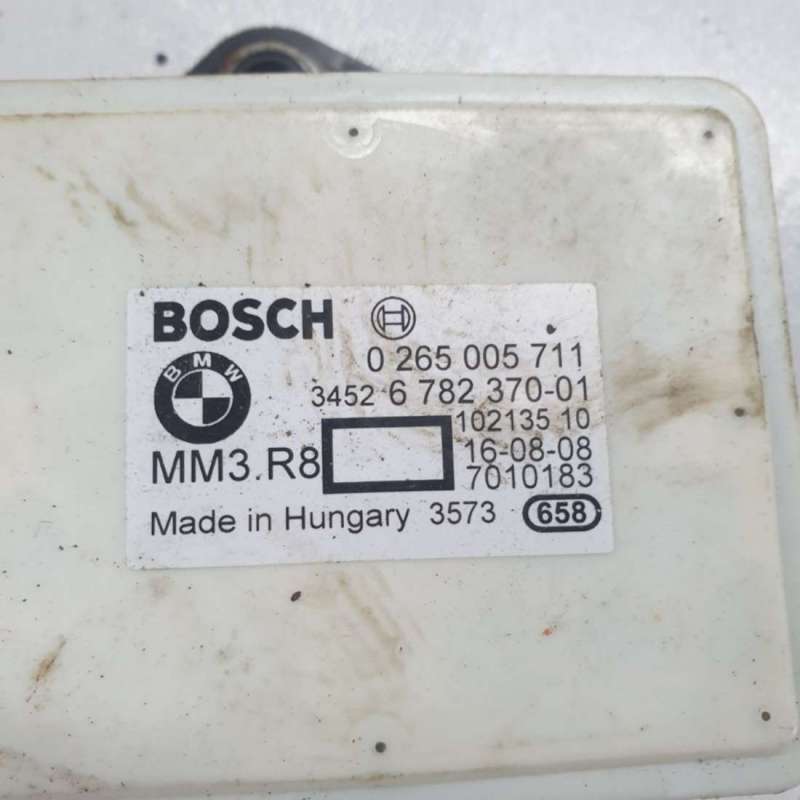 BOSCH
0 265 005 711
BMW
3452 6 782 370-01
102135 10
MM3.R8
16-08-08
7010183
Made in Hungary 3573 658